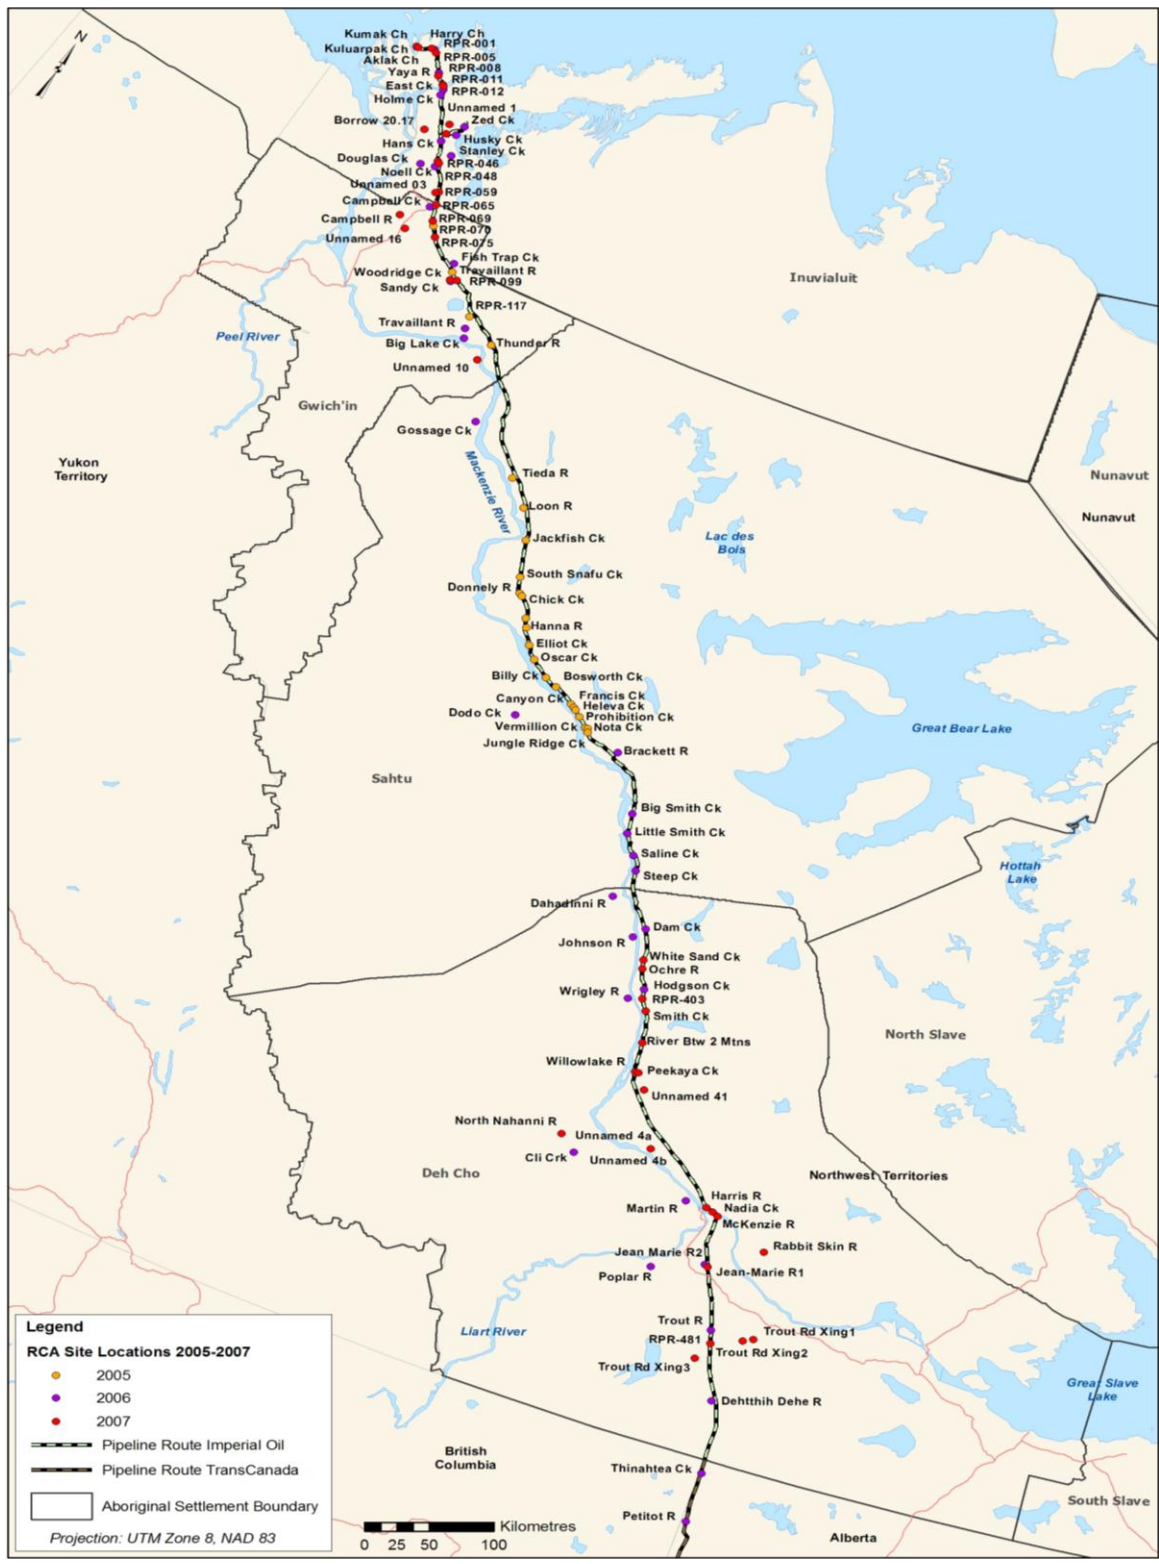 N
Kumak Ch
Harry Ch
Kuluarpak Ch
RPR-001
Aklak Ch
RPR-005
Yaya R
RPR-008
East Ck
RPR-011
Holme Ck
RPR-012
Unnamed 1
Borrow 20.17
Zed Ck
Hans Ck
Husky Ck
Stanley Ck
Douglas Ck
RPR-046
Noell Ck
RPR-048
Unnamed 03
RPR-059
Campbell Ck
RPR-065
Campbell R
RPR-069
RPR-070
Unnamed 16
RPR-075
Fish Trap Ck
Woodridge Ck
Travaillant R
Sandy Ck
RPR-099
Inuvialuit
RPR-117
Travaillant R
Peel River
Big Lake Ck
Thunder R
Unnamed 10
Gwich'in
Gossage Ck
Yukon
Territory
Mackenzie River
Tieda R
Nunavut
Nunavut
Loon R
Jackfish Ck
Lac des
Bois
South Snafu Ck
Donnely R
Chick Ck
Hanna R
Elliot Ck
Oscar Ck
Billy Ck
Bosworth Ck
Canyon Ck
Francis Ck
Heleva Ck
Dodo Ck
Prohibition Ck
Vermillion Ck
Nota Ck
Jungle Ridge Ck
Great Bear Lake
Brackett R
Sahtu
Big Smith Ck
Little Smith Ck
Saline Ck
Steep Ck
Hottah
Lake
Dahadinni R
Dam Ck
Johnson R
White Sand Ck
Ochre R
Hodgson Ck
Wrigley R
RPR-403
Smith Ck
North Slave
River Btw 2 Mtns
Willowlake R
Peekaya Ck
Unnamed 41
North Nahanni R
Unnamed 4a
Cli Crk
Unnamed 4b
Deh Cho
Northwest Territories
Harris R
Martin R
Nadia Ck
McKenzie R
Rabbit Skin R
Jean Marie R2
Poplar R
Jean-Marie R1
Liart River
Trout R
RPR-481
Trout Rd Xing1
Trout Rd Xing2
Trout Rd Xing3
Great Slave
Lake
Dehtthih Dehe R
British
Columbia
Thinahtea Ck
South Slave
Petitot R
Alberta
Legend
RCA Site Locations 2005-2007
2005
2006
2007
Pipeline Route Imperial Oil
Pipeline Route TransCanada
Aboriginal Settlement Boundary
Projection: UTM Zone 8, NAD 83
Kilometres
0 25 50 100